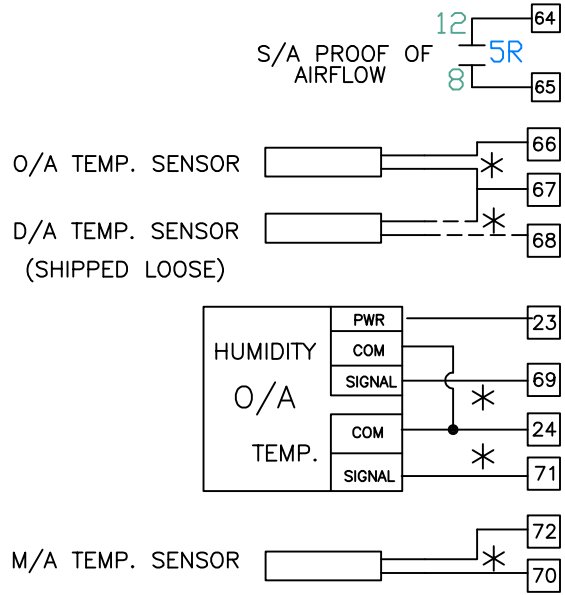 12 64
S/A PROOF OF 5R
AIRFLOW
8 65
66
O/A TEMP. SENSOR *
67
D/A TEMP. SENSOR *
68
(SHIPPED LOOSE)
PWR 23
HUMIDITY COM
SIGNAL 69
O/A *
COM 24
TEMP. *
SIGNAL 71
72
M/A TEMP. SENSOR *
70